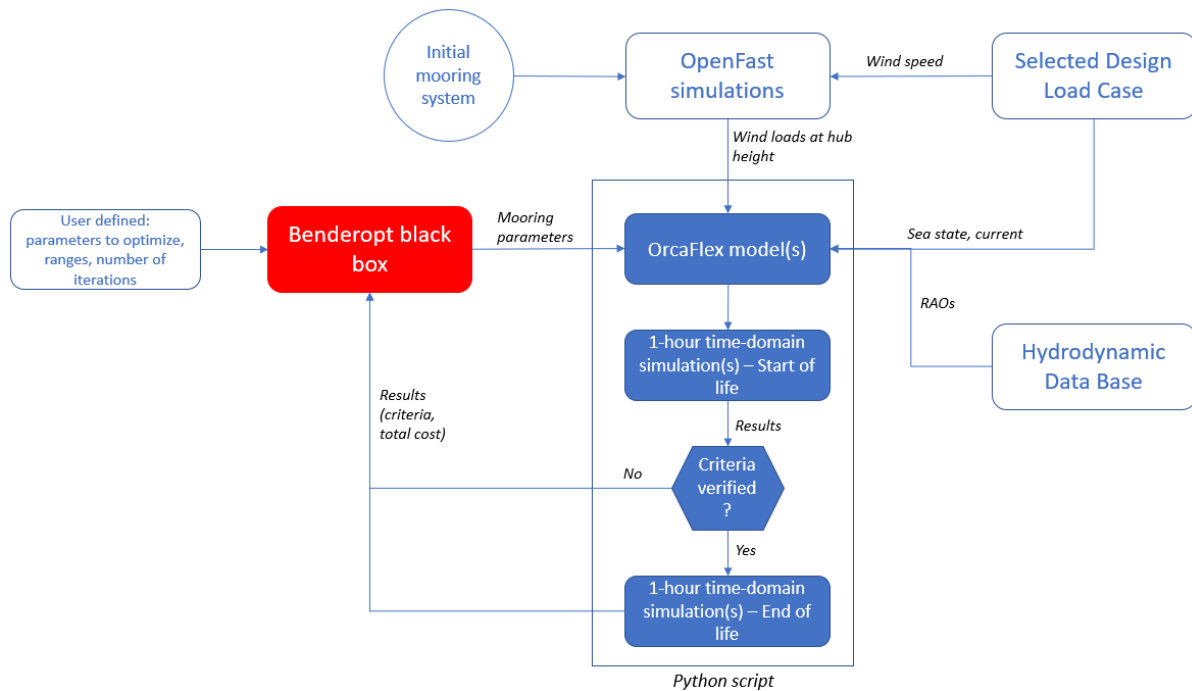 Initial
mooring
system
OpenFast
simulations
Wind speed
Selected Design
Load Case
Wind loads at hub
height
User defined:
parameters to optimize,
ranges, number of
iterations
Benderopt black
box
Mooring
parameters
OrcaFlex model(s)
Sea state, current
RAOs
Hydrodynamic
Data Base
1-hour time-domain
simulation(s) – Start of
life
Results
(criteria,
total cost)
Results
Criteria
verified
?
No
Yes
1-hour time-domain
simulation(s) – End of
life
Python script